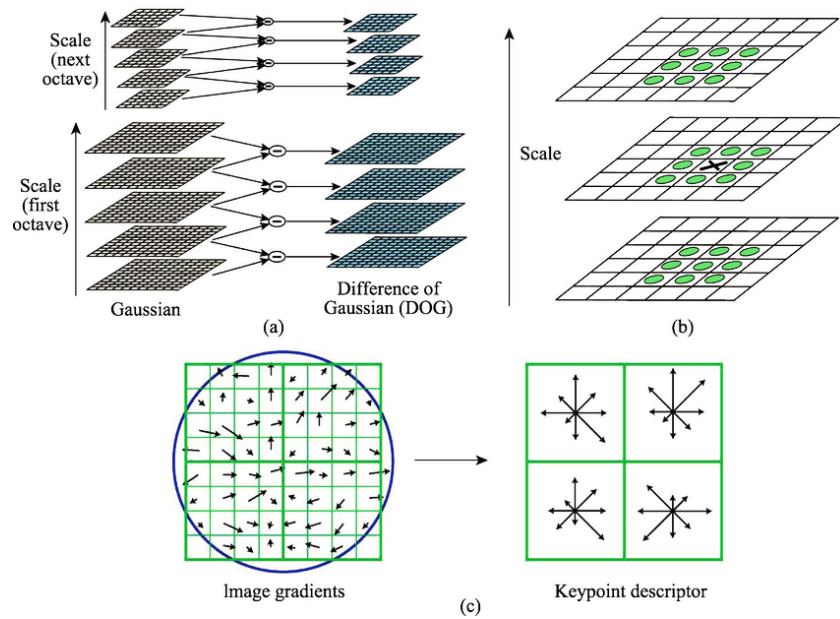 Scale
(next
octave)
Scale
(first
octave)
Gaussian
Difference of
Gaussian (DOG)
(a)
Scale
(b)
Image gradients
Keypoint descriptor
(c)